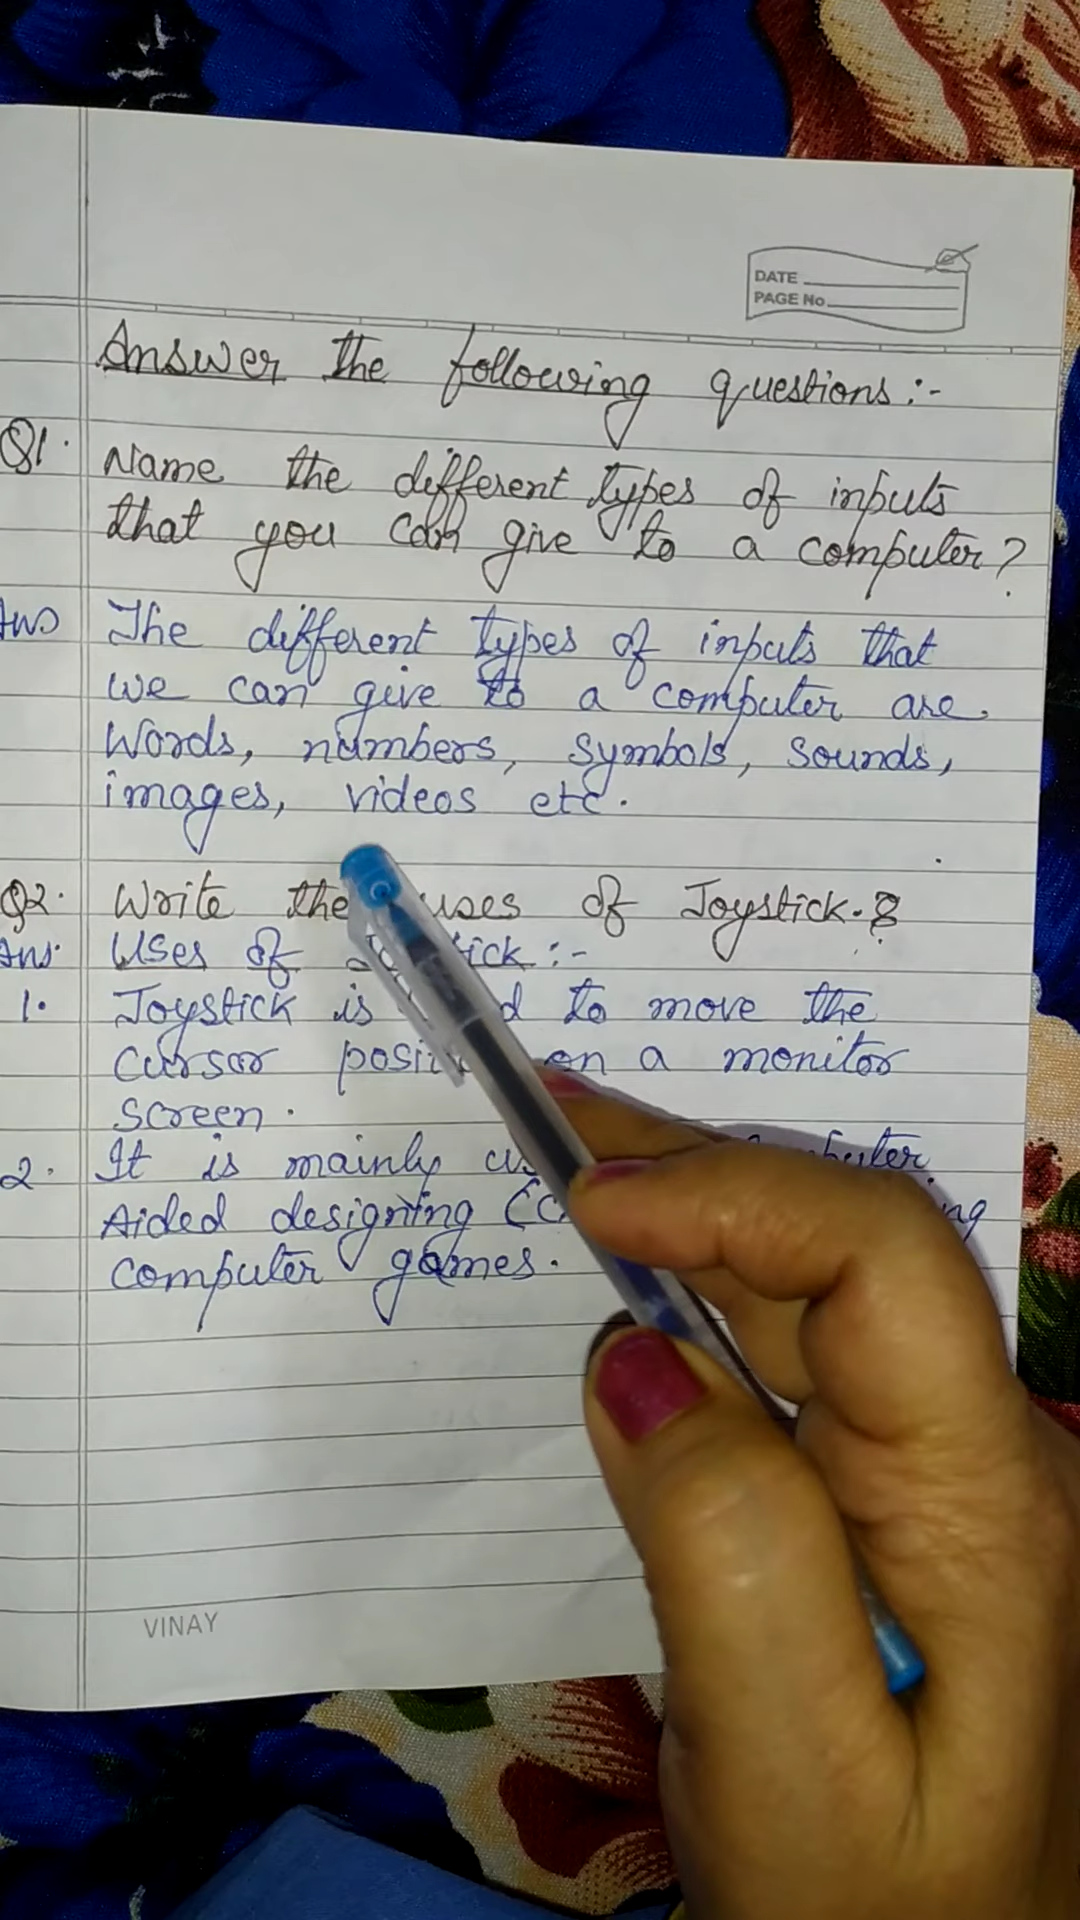 DATE
PAGE No.
Answer the following questions:-
Q1. Name the different types of inputs
that you can give to a computer?
Ans The different types of inputs that
we can give to a computer are
Words, numbers, symbols, sounds,
images, videos etc.
Q2. Write the uses of Joystick.?
Ans. Uses of :-
1. Joystick is to move the
cursor on a monitor
screen.
2. It is mainly
Aided designing
computer games.
VINAY